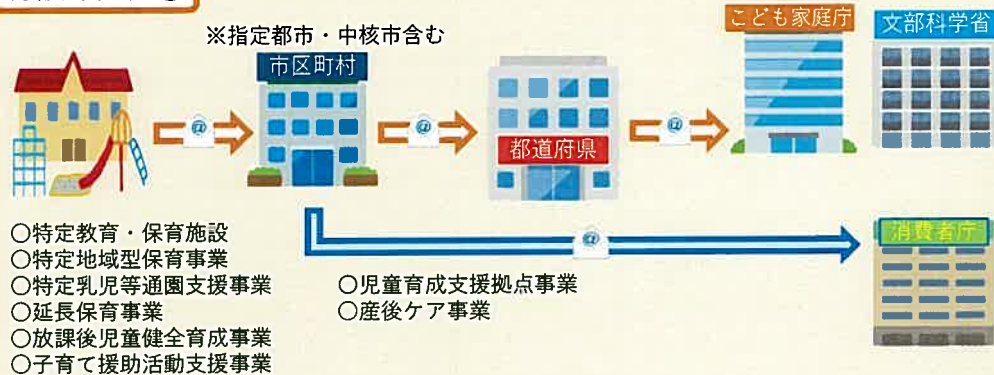 ※指定都市・中核市含む
市区町村
都道府県
こども家庭庁
文部科学省
@
@
@
@
消費者庁
○特定教育・保育施設
○特定地域型保育事業
○特定乳児等通園支援事業
○延長保育事業
○放課後児童健全育成事業
○子育て援助活動支援事業
○児童育成支援拠点事業
○産後ケア事業